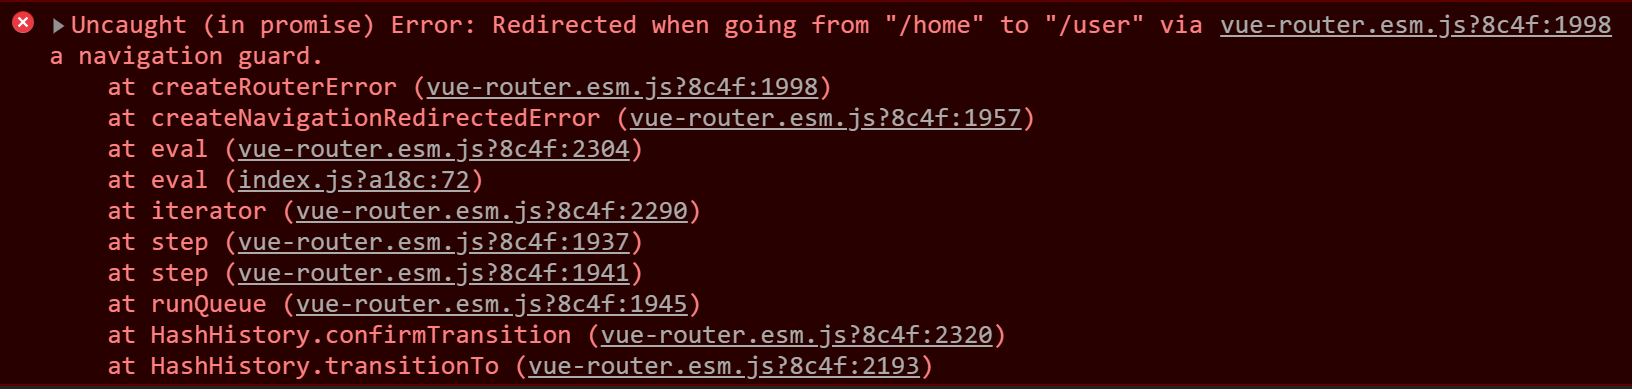 Uncaught (in promise) Error: Redirected when going from "/home" to "/user" via vue-router.esm.js?8c4f:1998
a navigation guard.
at createRouterError (vue-router.esm.js?8c4f:1998)
at createNavigationRedirectedError (vue-router.esm.js?8c4f:1957)
at eval (vue-router.esm.js?8c4f:2304)
at eval (index.js?a18c:72)
at iterator (vue-router.esm.js?8c4f:2290)
at step (vue-router.esm.js?8c4f:1937)
at step (vue-router.esm.js?8c4f:1941)
at runQueue (vue-router.esm.js?8c4f:1945)
at HashHistory.confirmTransition (vue-router.esm.js?8c4f:2320)
at HashHistory.transitionTo (vue-router.esm.js?8c4f:2193)